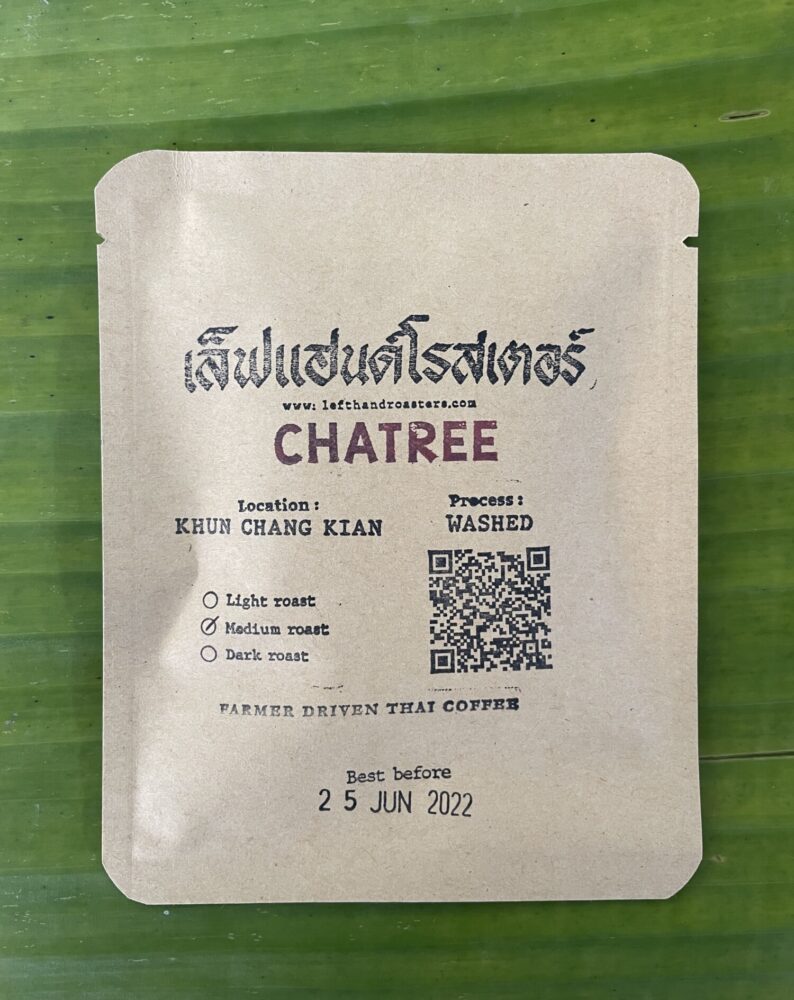 เล็ฟแฮนด์โรสเตอร์
www: lefthandroasters.com
CHATREE
Location:
KHUN CHANG KIAN
Process:
WASHED
Light roast
Medium roast
Dark roast
FARMER DRIVEN THAI COFFEE
Best before
25 JUN 2022